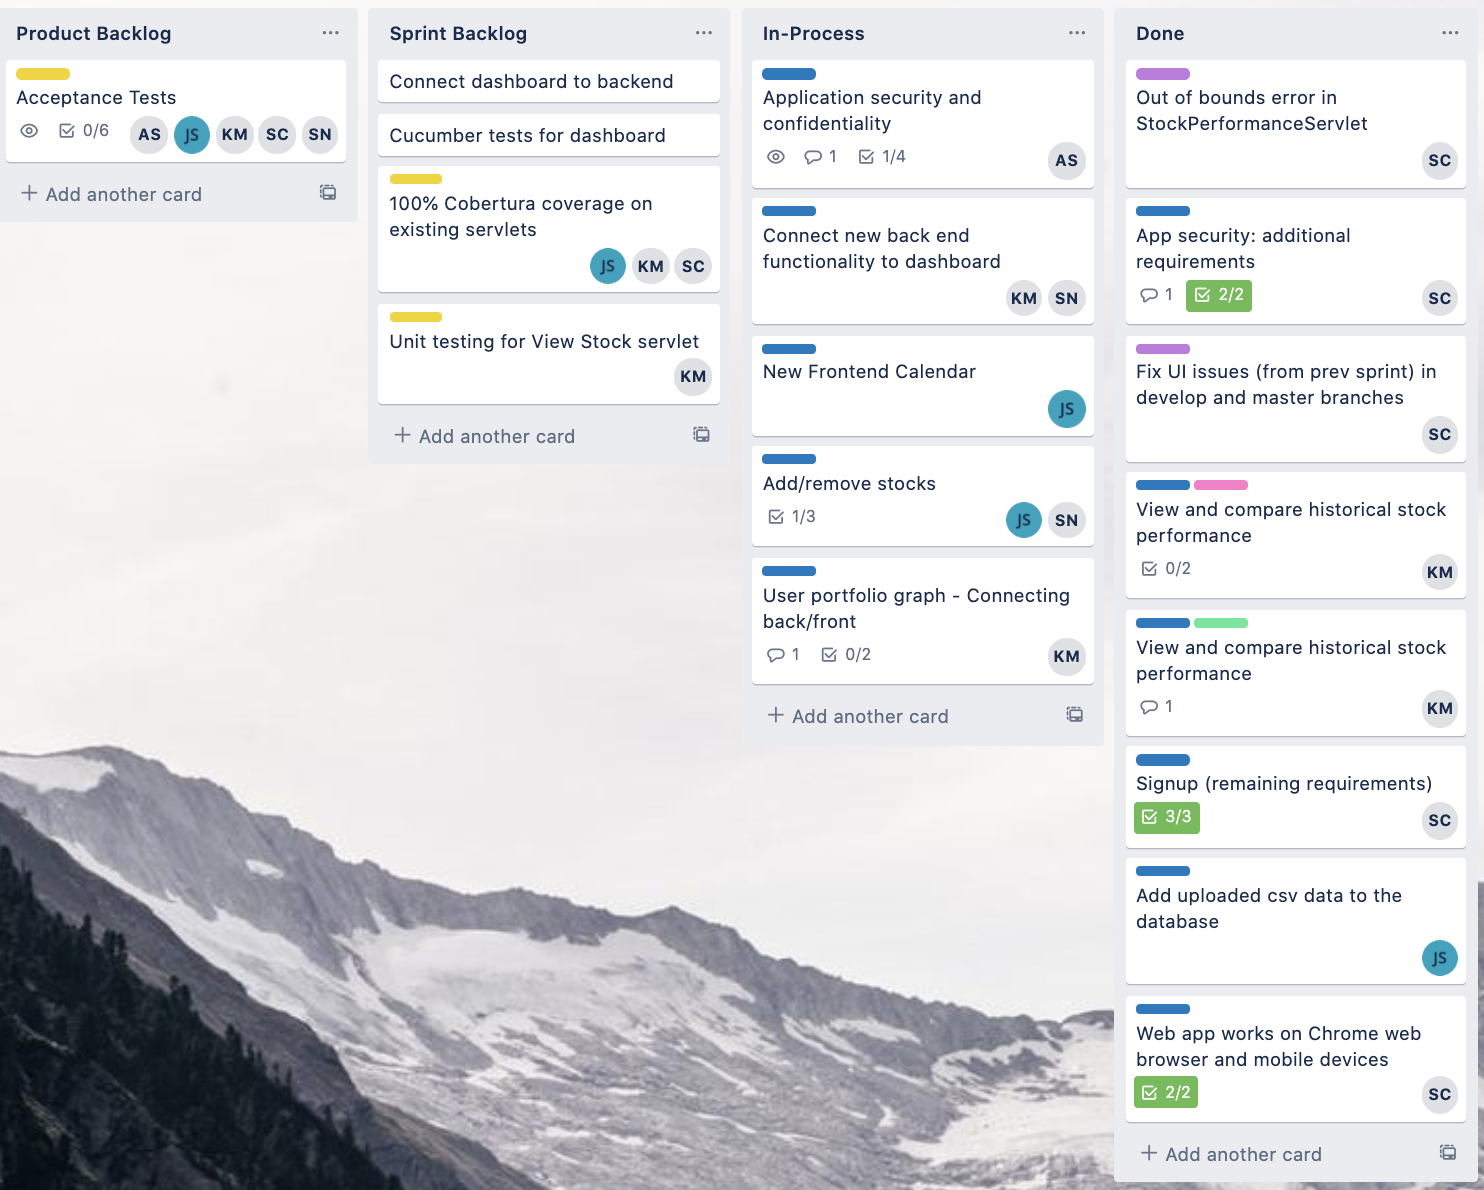 Product Backlog
Acceptance Tests
0/6 AS JS KM SC SN
Add another card
Sprint Backlog
Connect dashboard to backend
Cucumber tests for dashboard
100% Cobertura coverage on
existing servlets
JS KM SC
Unit testing for View Stock servlet
KM
Add another card
In-Process
Application security and
confidentiality
1 1/4 AS
Connect new back end
functionality to dashboard
KM SN
New Frontend Calendar
JS
Add/remove stocks
1/3 JS SN
User portfolio graph - Connecting
back/front
1 0/2 KM
Add another card
Done
Out of bounds error in
StockPerformanceServlet
SC
App security: additional
requirements
1 2/2 SC
Fix UI issues (from prev sprint) in
develop and master branches
SC
View and compare historical stock
performance
0/2 KM
View and compare historical stock
performance
1 KM
Signup (remaining requirements)
3/3 SC
Add uploaded csv data to the
database
JS
Web app works on Chrome web
browser and mobile devices
2/2 SC
Add another card